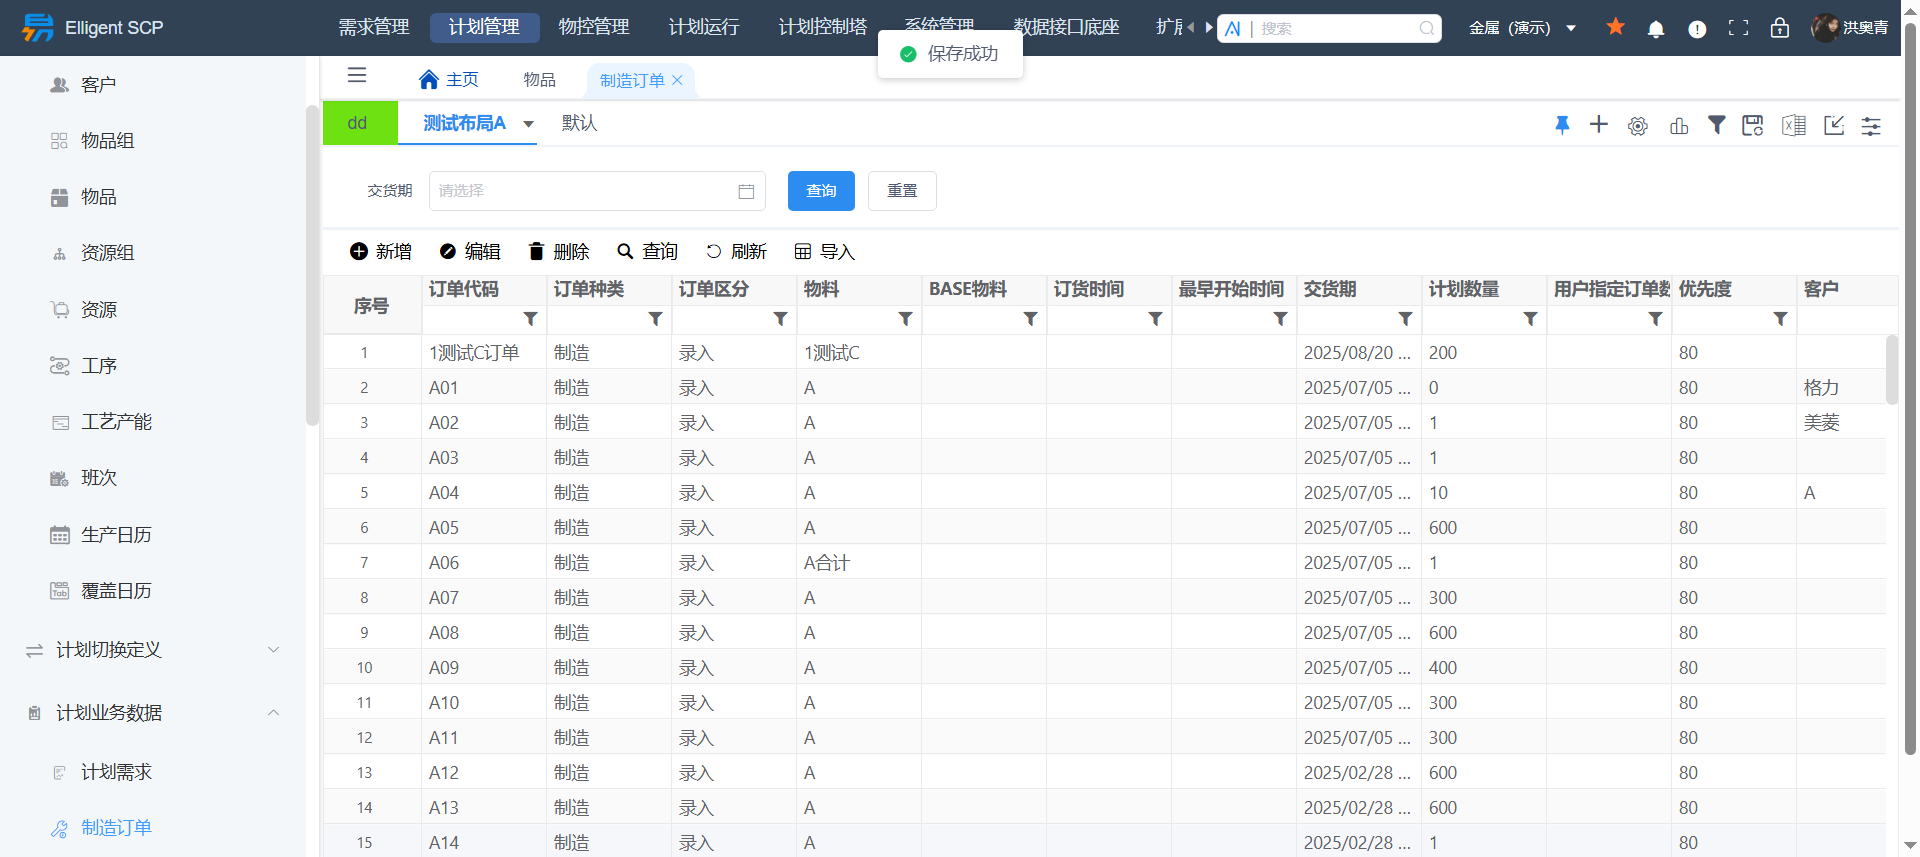 Elligent SCP
需求管理 计划管理 物控管理 计划运行 计划控制塔 系统管理 数据接口底座 搜索 金属（演示） 洪奥青
保存成功
主页 物品 制造订单
dd 测试布局A 默认
交货期 请选择 查询 重置
新增 编辑 删除 查询 刷新 导入
客户
物品组
物品
资源组
资源
工序
工艺产能
班次
生产日历
覆盖日历
计划切换定义
计划业务数据
计划需求
制造订单
序号 订单代码 订单种类 订单区分 物料 BASE物料 订货时间 最早开始时间 交货期 计划数量 用户指定订单数 优先度 客户
1 1测试C订单 制造 录入 1测试C 2025/08/20 ... 200 80
2 A01 制造 录入 A 2025/07/05 ... 0 80 格力
3 A02 制造 录入 A 2025/07/05 ... 1 80 美菱
4 A03 制造 录入 A 2025/07/05 ... 1 80
5 A04 制造 录入 A 2025/07/05 ... 10 80 A
6 A05 制造 录入 A 2025/07/05 ... 600 80
7 A06 制造 录入 A合计 2025/07/05 ... 1 80
8 A07 制造 录入 A 2025/07/05 ... 300 80
9 A08 制造 录入 A 2025/07/05 ... 600 80
10 A09 制造 录入 A 2025/07/05 ... 400 80
11 A10 制造 录入 A 2025/07/05 ... 300 80
12 A11 制造 录入 A 2025/07/05 ... 300 80
13 A12 制造 录入 A 2025/02/28 ... 600 80
14 A13 制造 录入 A 2025/02/28 ... 600 80
15 A14 制造 录入 A 2025/02/28 ... 1 80